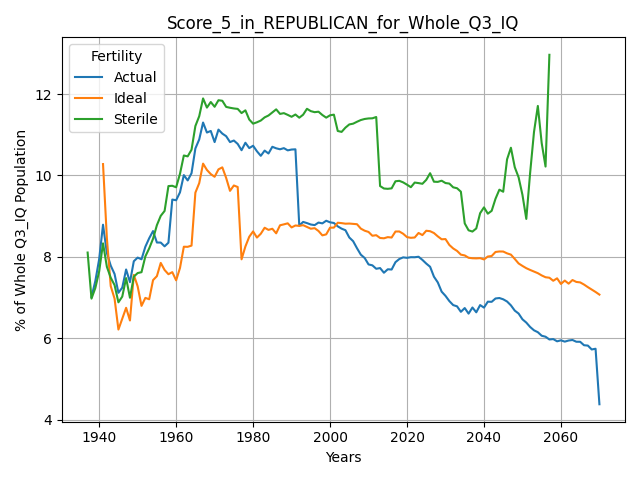 Score_5_in_REPUBLICAN_for_Whole_Q3_IQ
Fertility
Actual
Ideal
Sterile
% of Whole Q3_IQ Population
12
10
8
6
4
1940
1960
1980
2000
2020
2040
2060
Years